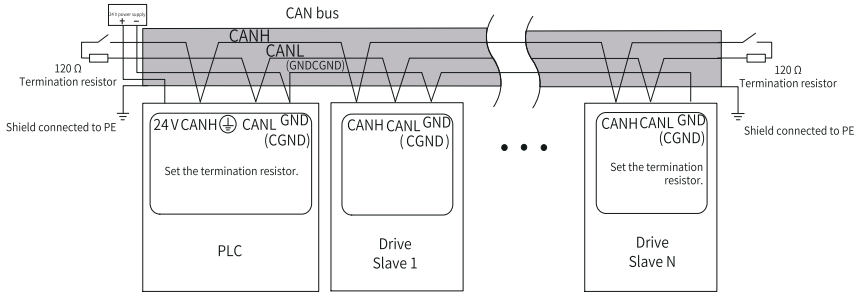 24 V power supply
+ −
CAN bus
CANH
CANL
(GNDCGND)
120 Ω
Termination resistor
120 Ω
Termination resistor
Shield connected to PE
Shield connected to PE
24 V CANH CANL GND
(CGND)
Set the termination resistor.
PLC
CANH CANL GND
(CGND)
Drive
Slave 1
CANH CANL GND
(CGND)
Set the termination
resistor.
Drive
Slave N